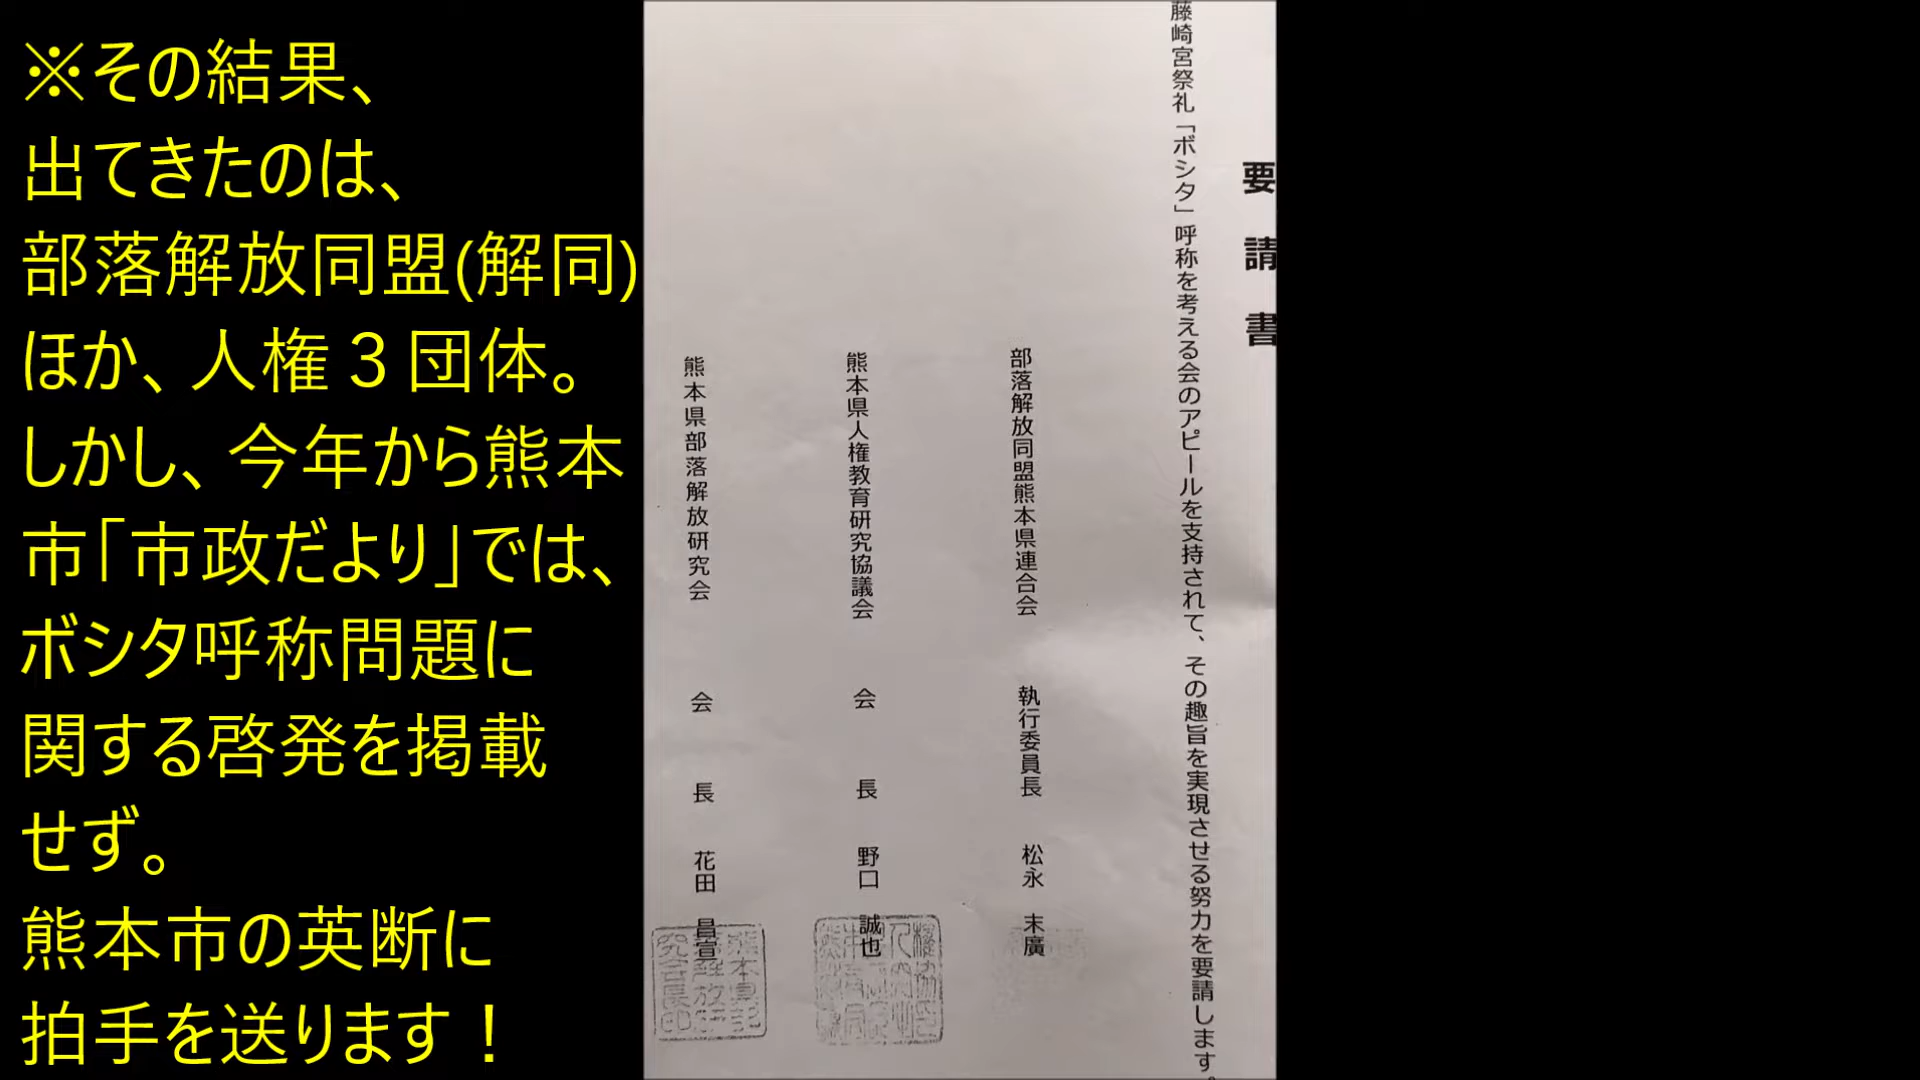 ※その結果、
出てきたのは、
部落解放同盟(解同)
ほか、人権３団体。
しかし、今年から熊本
市｢市政だより｣では、
ボシタ呼称問題に
関する啓発を掲載
せず。
熊本市の英断に
拍手を送ります！
要請書
藤崎宮祭礼「ボシタ」呼称を考える会のアピールを支持されて、その趣旨を実現させる努力を要請します。
部落解放同盟熊本県連合会 執行委員長 松永 末廣
熊本県人権教育研究協議会 会長 野口 誠也
熊本県部落解放研究会 会長 花田 昌宣